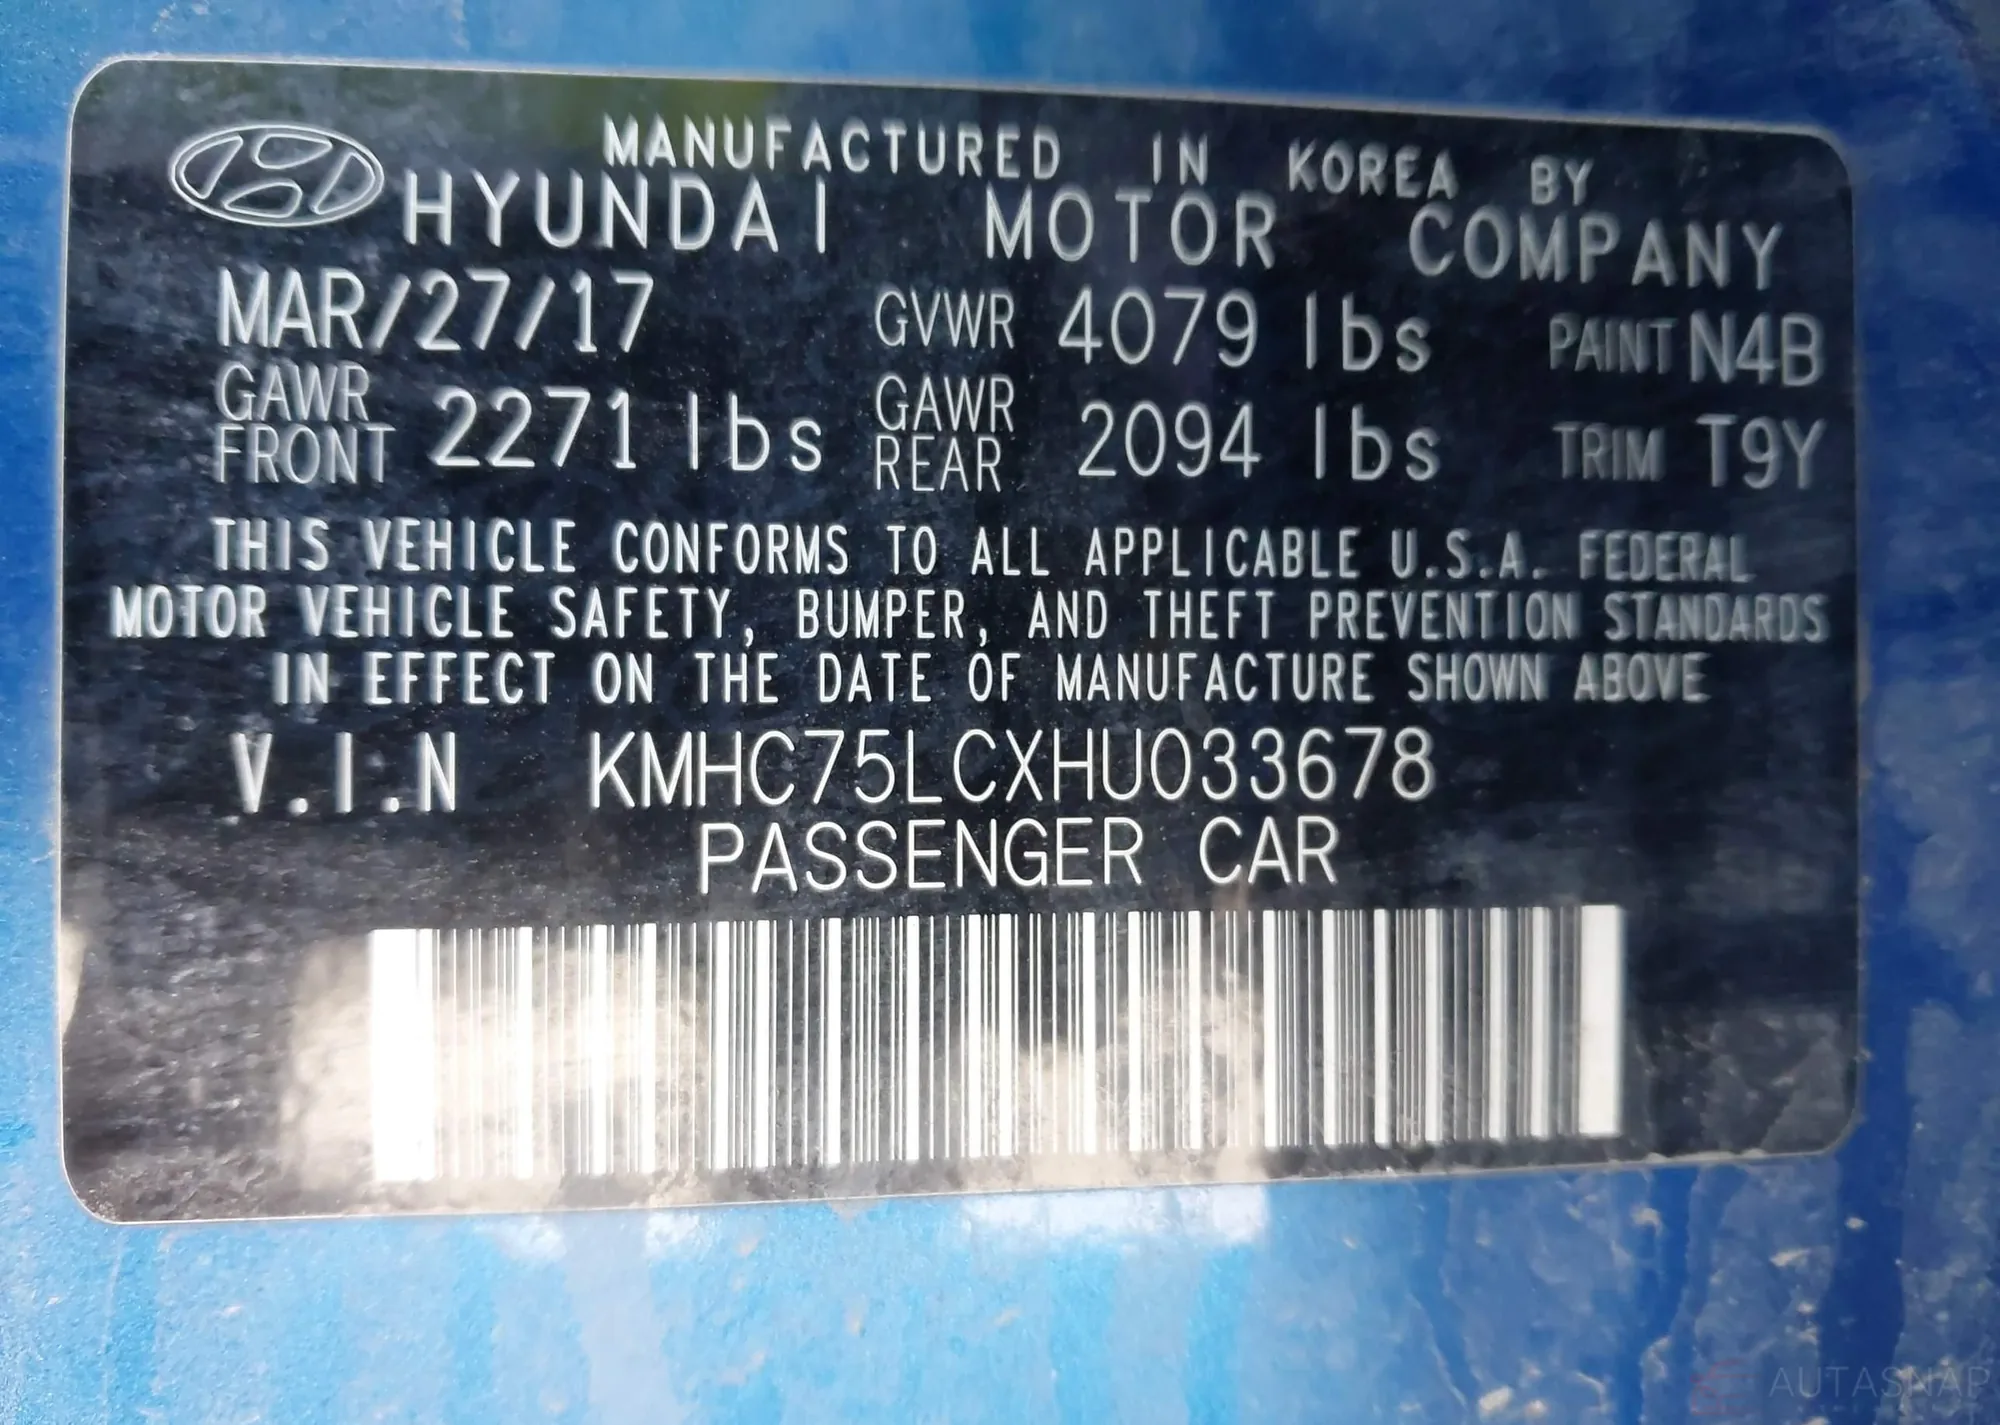 MANUFACTURED IN KOREA BY
HYUNDAI MOTOR COMPANY
MAR/27/17 GVWR 4079 lbs PAINT N4B
GAWR FRONT 2271 lbs GAWR REAR 2094 lbs TRIM T9Y
THIS VEHICLE CONFORMS TO ALL APPLICABLE U.S.A. FEDERAL
MOTOR VEHICLE SAFETY, BUMPER, AND THEFT PREVENTION STANDARDS
IN EFFECT ON THE DATE OF MANUFACTURE SHOWN ABOVE
V.I.N KMHC75LCXHU033678
PASSENGER CAR
AUTASNAP